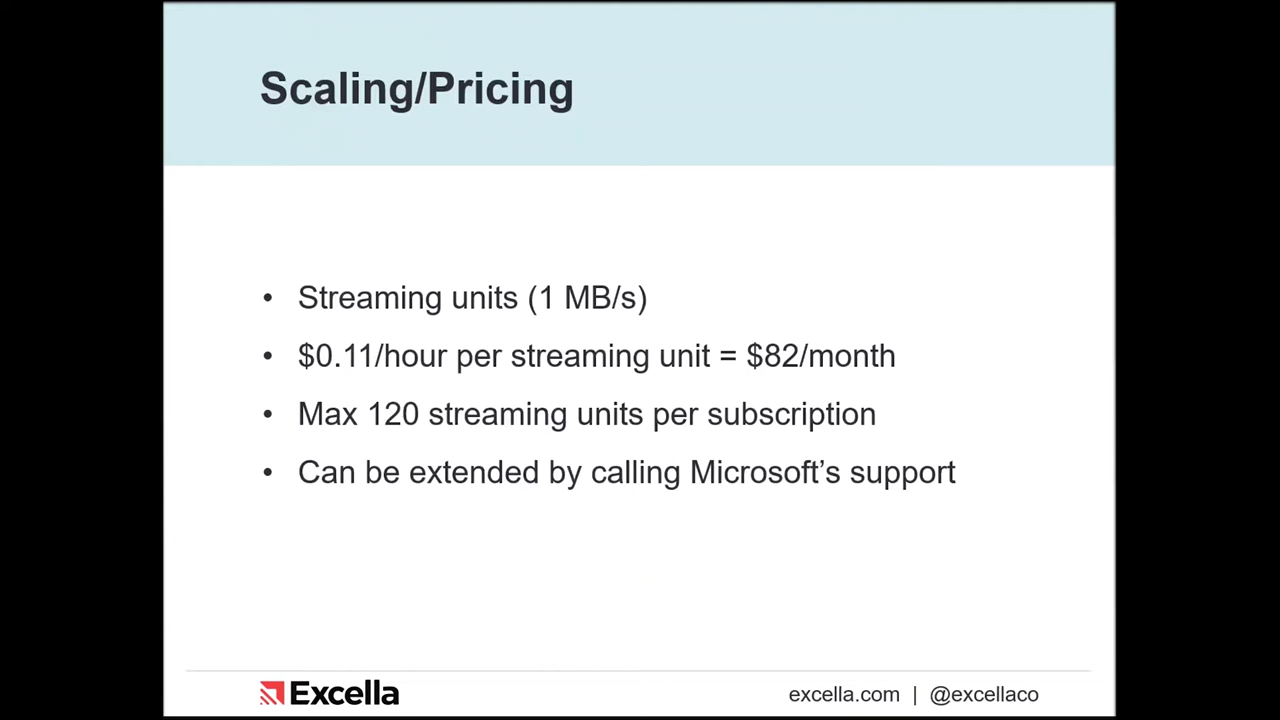 Scaling/Pricing
• Streaming units (1 MB/s)
• $0.11/hour per streaming unit = $82/month
• Max 120 streaming units per subscription
• Can be extended by calling Microsoft’s support
Excella
excella.com | @excellaco